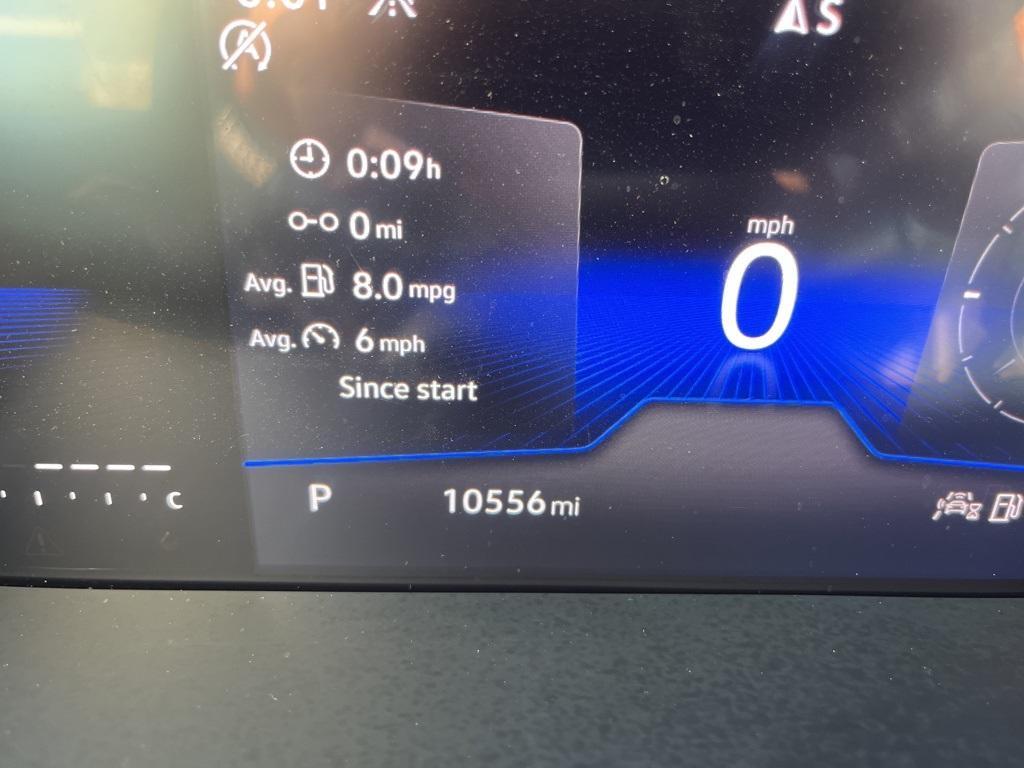 S
A
0:09h
0 mi
Avg. 8.0 mpg
Avg. 6 mph
Since start
mph
0
C
P
10556 mi